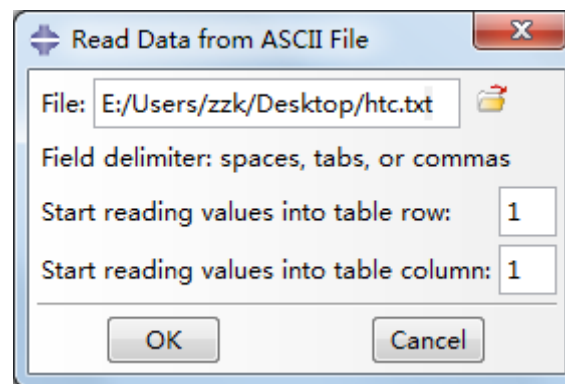 Read Data from ASCII File
File: E:/Users/zzk/Desktop/htc.txt
Field delimiter: spaces, tabs, or commas
Start reading values into table row: 1
Start reading values into table column: 1
OK Cancel